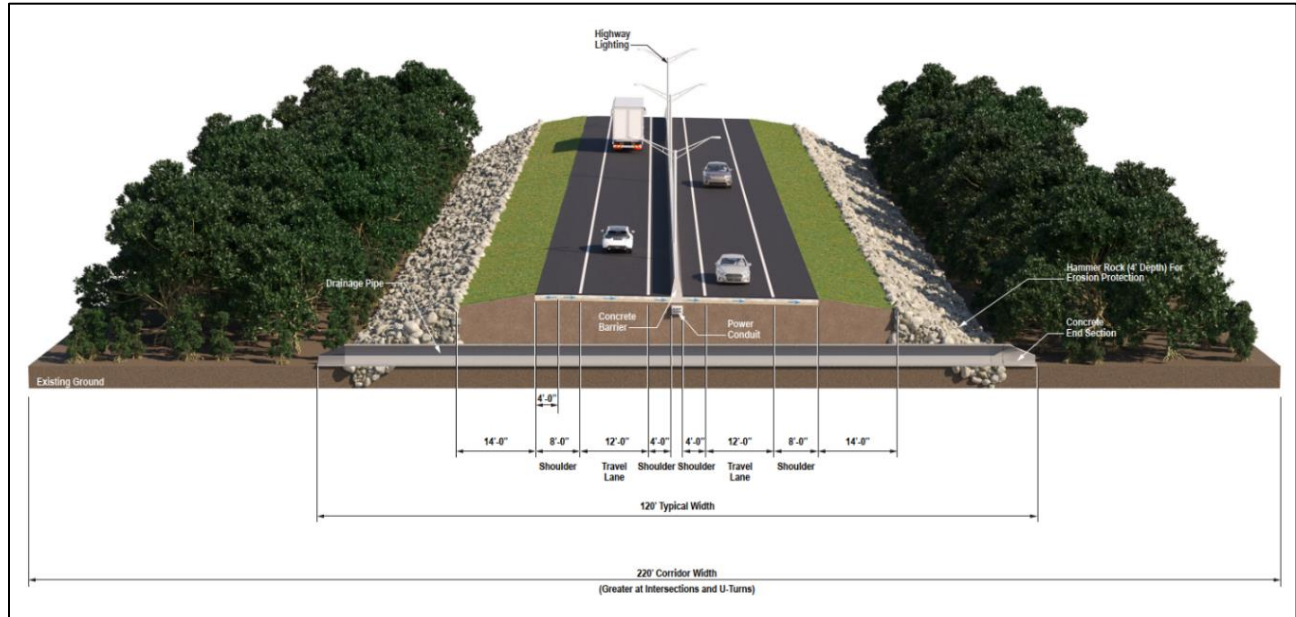 Highway
Lighting
Drainage Pipe
Hammer Rock (4' Depth) For
Erosion Protection
Concrete
Barrier
Power
Conduit
Concrete
End Section
Existing Ground
4'-0"
14'-0" 8'-0" 12'-0" 4'-0" 4'-0" 12'-0" 8'-0" 14'-0"
Shoulder Travel Shoulder Shoulder Travel Shoulder
Lane Lane
120' Typical Width
220' Corridor Width
(Greater at Intersections and U-Turns)